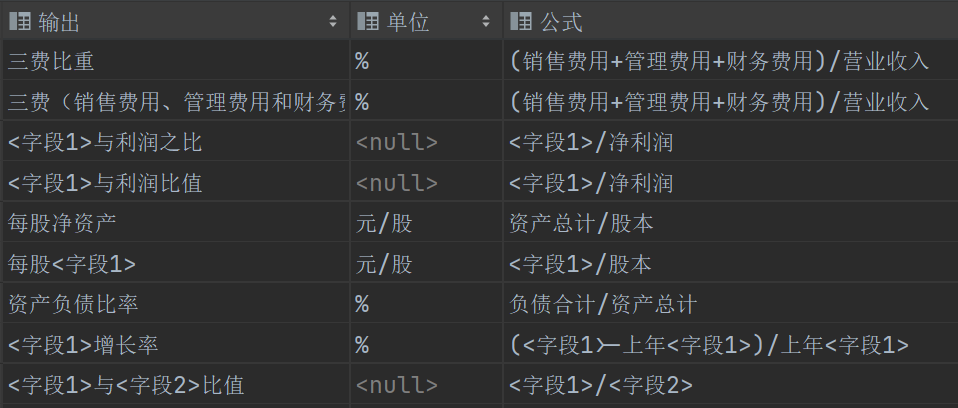 输出 单位 公式
三费比重 % (销售费用+管理费用+财务费用)/营业收入
三费（销售费用、管理费用和财务 % (销售费用+管理费用+财务费用)/营业收入
<字段1>与利润之比 <null> <字段1>/净利润
<字段1>与利润比值 <null> <字段1>/净利润
每股净资产 元/股 资产总计/股本
每股<字段1> 元/股 <字段1>/股本
资产负债比率 % 负债合计/资产总计
<字段1>增长率 % (<字段1>-上年<字段1>)/上年<字段1>
<字段1>与<字段2>比值 <null> <字段1>/<字段2>